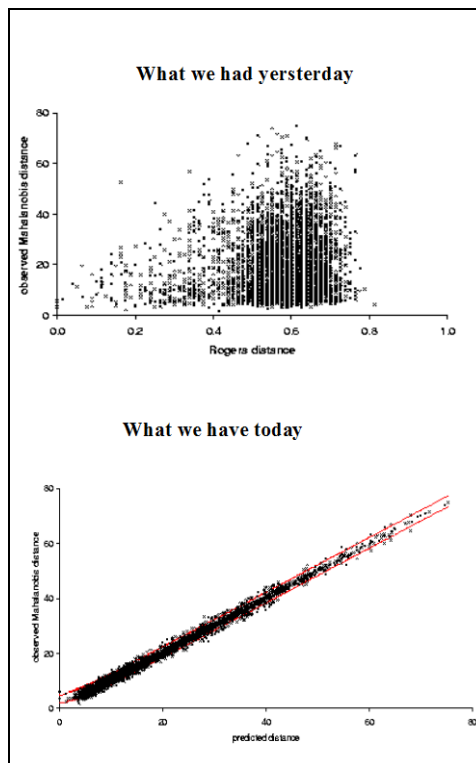 What we had yersterday
80
60
40
20
0
observed Mahalanobis distance
0.0 0.2 0.4 0.6 0.8 1.0
Rogers distance
What we have today
80
60
40
20
0
observed Mahalanobis distance
0 20 40 60 80
predicted distance